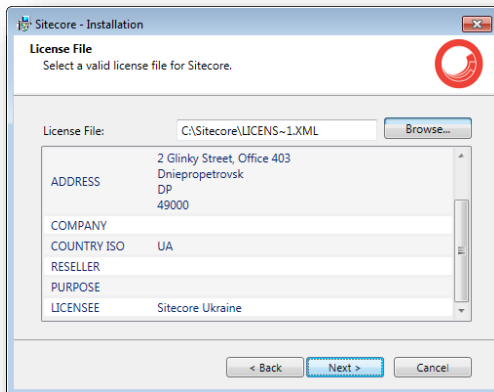 Sitecore - Installation
License File
Select a valid license file for Sitecore.
License File: C:\Sitecore\LICENS~1.XML Browse...
ADDRESS 2 Glinky Street, Office 403
Dniepropetrovsk
DP
49000
COMPANY
COUNTRY ISO UA
RESELLER
PURPOSE
LICENSEE Sitecore Ukraine
< Back Next > Cancel